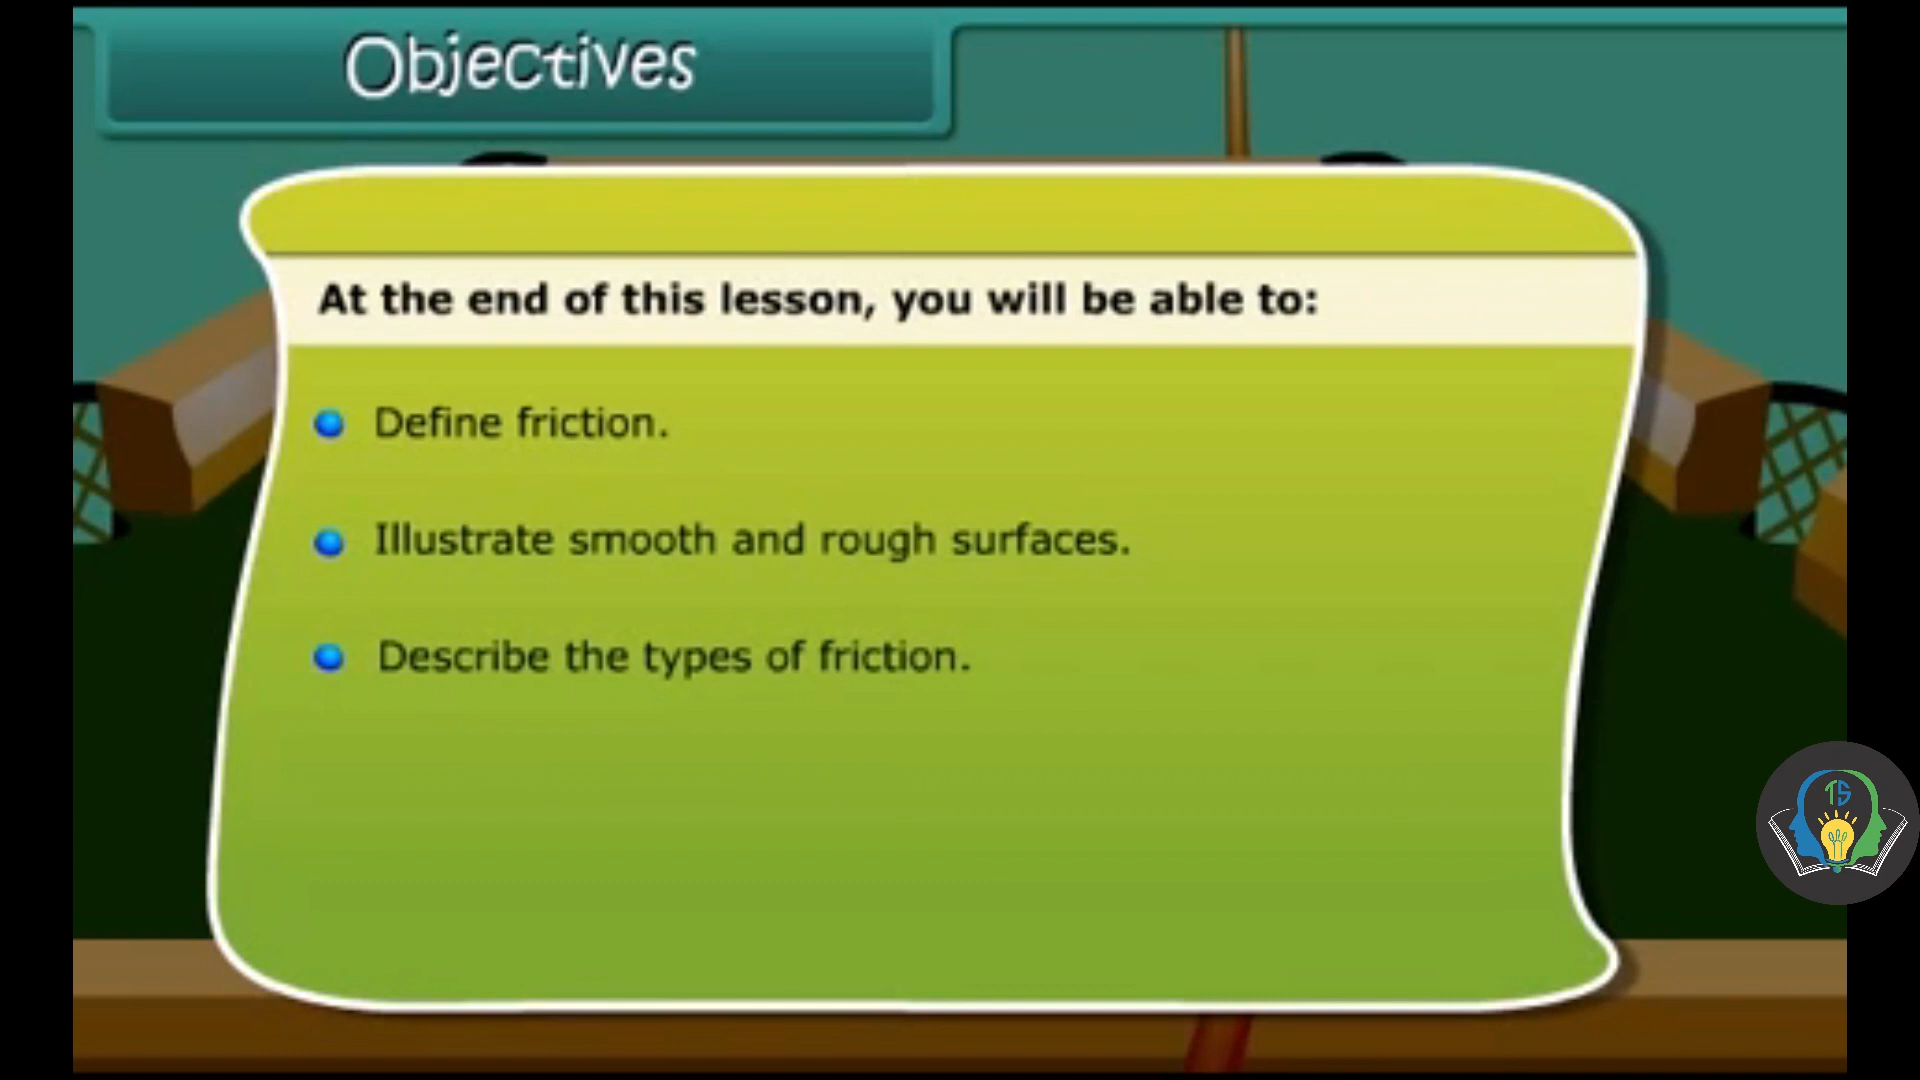 Objectives
At the end of this lesson, you will be able to:
Define friction.
Illustrate smooth and rough surfaces.
Describe the types of friction.
TS